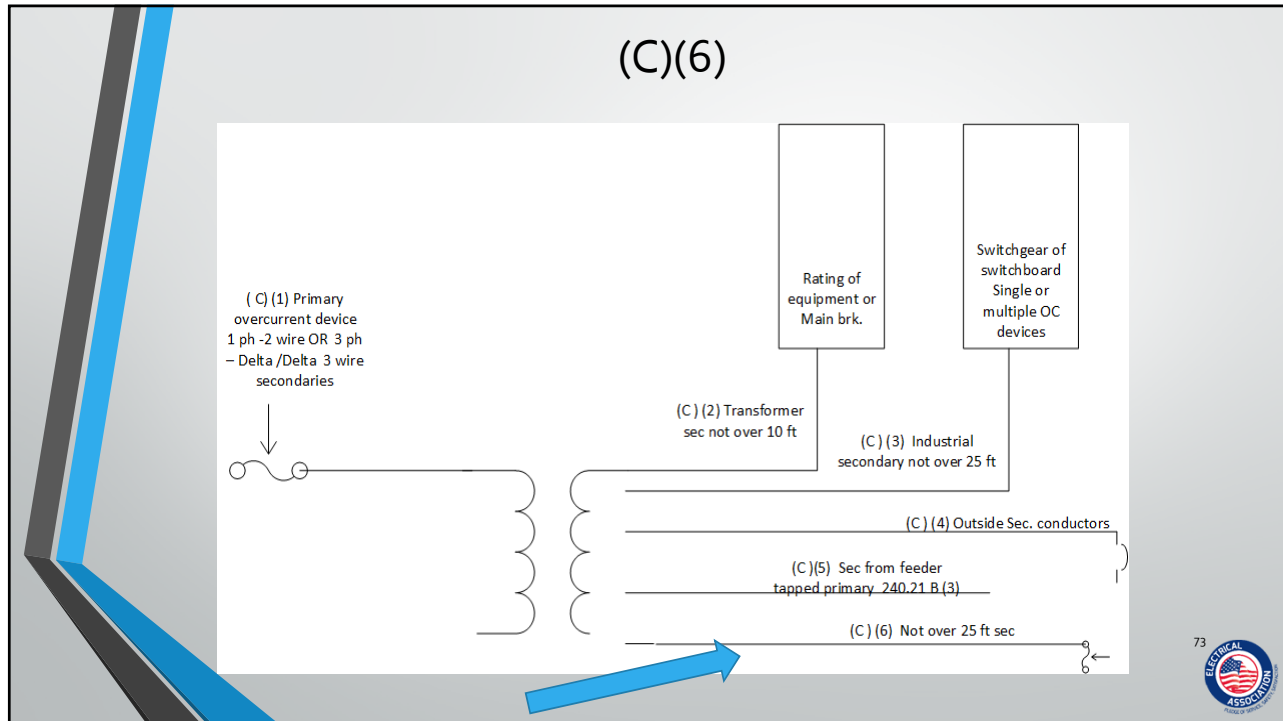 (C)(6)
( C) (1) Primary
overcurrent device
1 ph -2 wire OR 3 ph
– Delta /Delta 3 wire
secondaries
Rating of
equipment or
Main brk.
Switchgear of
switchboard
Single or
multiple OC
devices
(C ) (2) Transformer
sec not over 10 ft
(C ) (3) Industrial
secondary not over 25 ft
(C ) (4) Outside Sec. conductors
(C )(5) Sec from feeder
tapped primary 240.21 B (3)
(C ) (6) Not over 25 ft sec
73
ELECTRICAL
ASSOCIATION